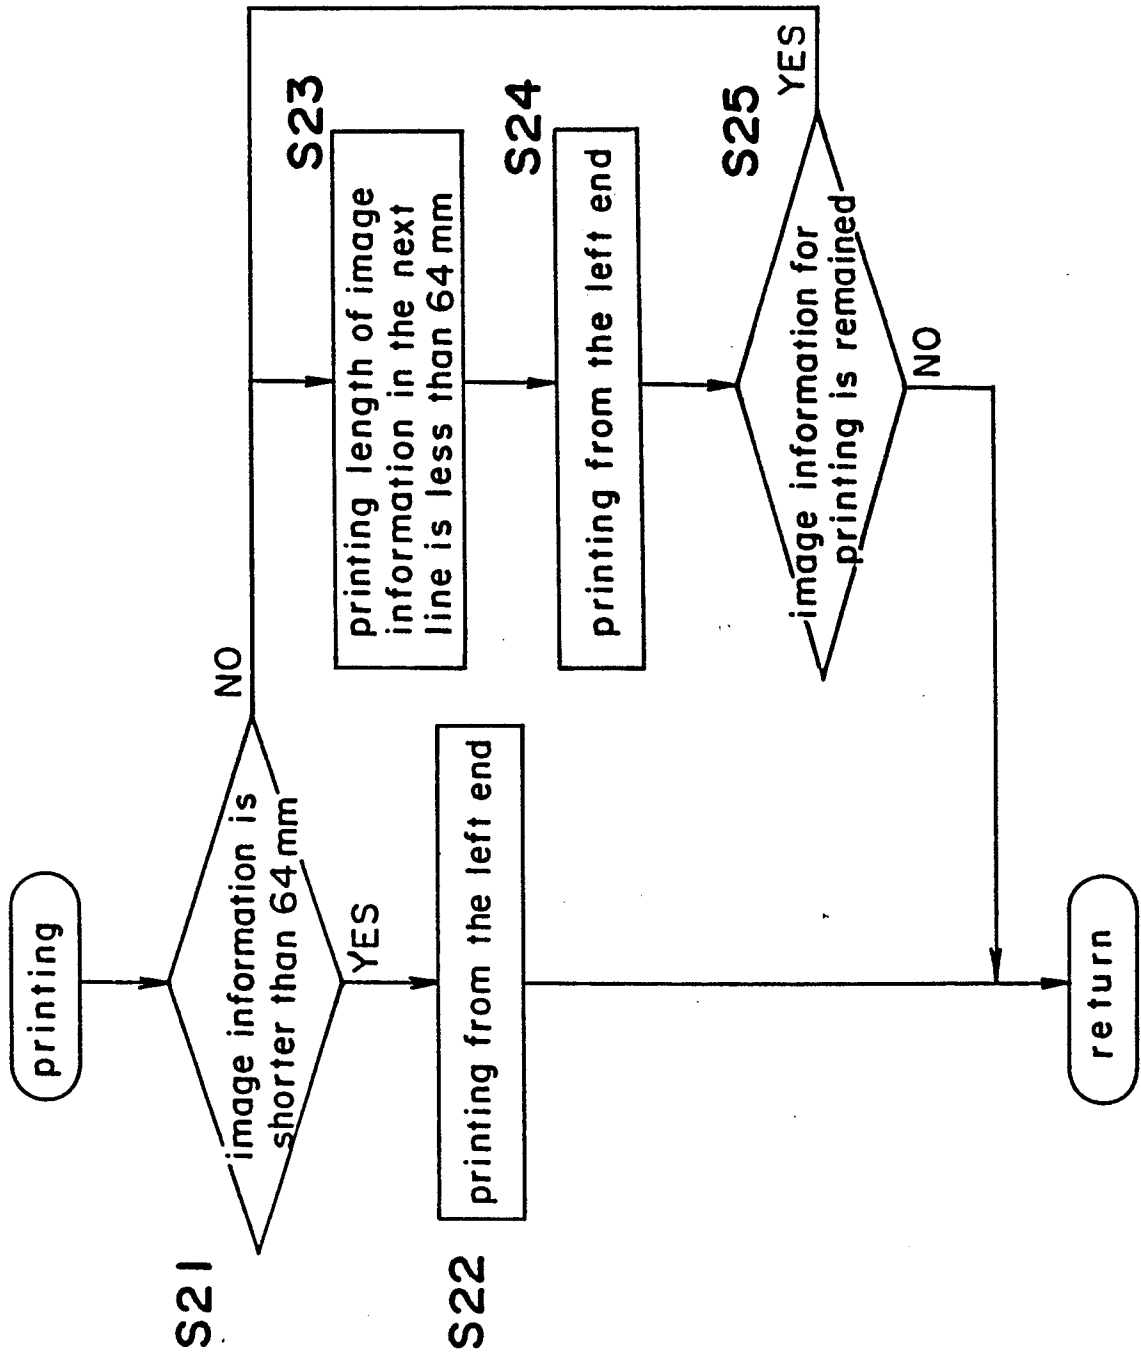 printing
S21
image information is
shorter than 64 mm
NO
YES
S22
printing from the left end
S23
printing length of image
information in the next
line is less than 64 mm
S24
printing from the left end
S25
image information for
printing is remained
YES
NO
return